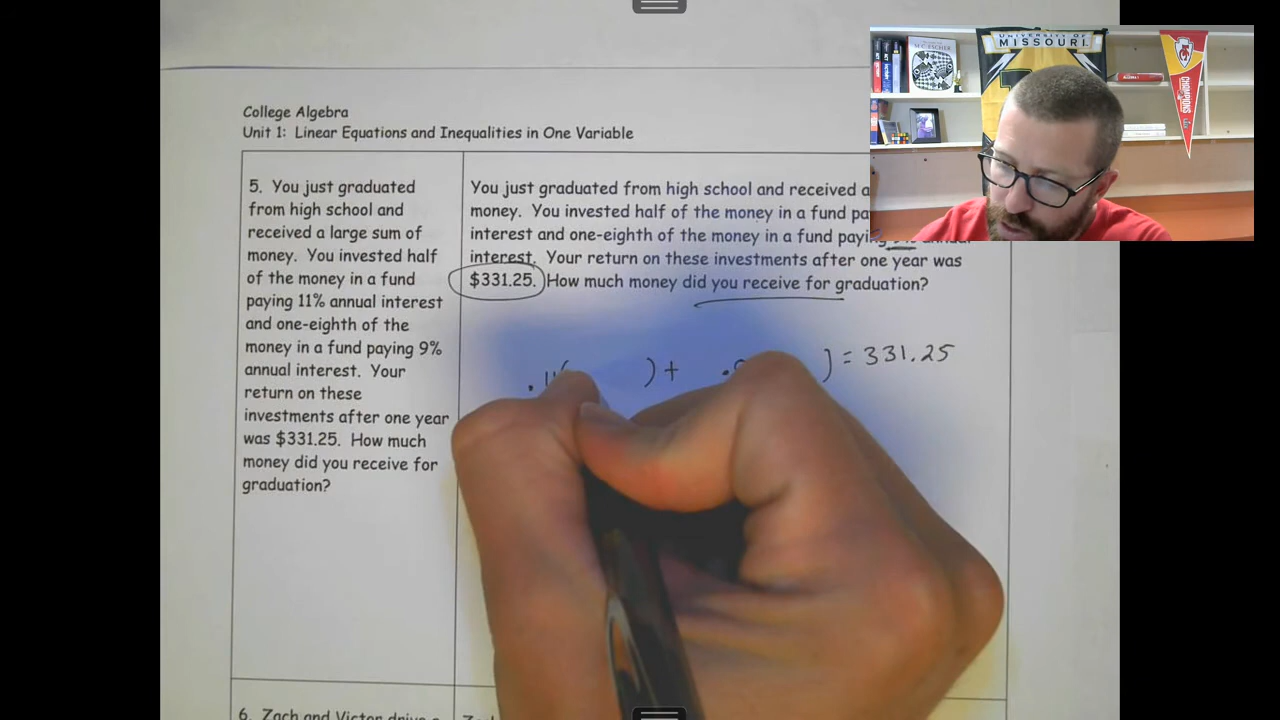 College Algebra
Unit 1: Linear Equations and Inequalities in One Variable
5. You just graduated
from high school and
received a large sum of
money. You invested half
of the money in a fund
paying 11% annual interest
and one-eighth of the
money in a fund paying 9%
annual interest. Your
return on these
investments after one year
was $331.25. How much
money did you receive for
graduation?
You just graduated from high school and received a
money. You invested half of the money in a fund pa
interest and one-eighth of the money in a fund paying
interest. Your return on these investments after one year was
$331.25. How much money did you receive for graduation?
.11( ) + ) = 331.25
6. Zach and Victor drive
UNIVERSITY OF
MISSOURI
M.C. ESCHER
CHAMPIONS